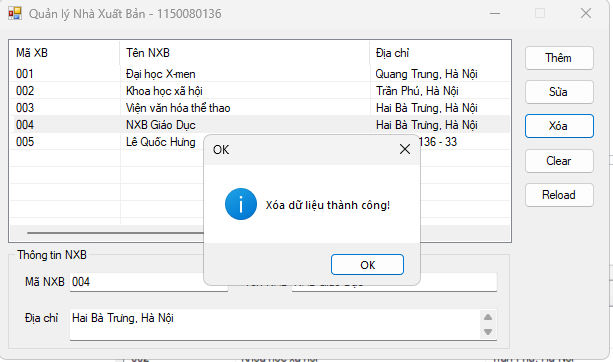 Quản lý Nhà Xuất Bản - 1150080136
Mã XB Tên NXB Địa chỉ
001 Đại học X-men Quang Trung, Hà Nội
002 Khoa học xã hội Trần Phú, Hà Nội
003 Viện văn hóa thể thao Hai Bà Trưng, Hà Nội
004 NXB Giáo Dục Hai Bà Trưng, Hà Nội
005 Lê Quốc Hưng 136 - 33
Thêm
Sửa
Xóa
Clear
Reload
OK
Xóa dữ liệu thành công!
OK
Thông tin NXB
Mã NXB 004
Địa chỉ Hai Bà Trưng, Hà Nội